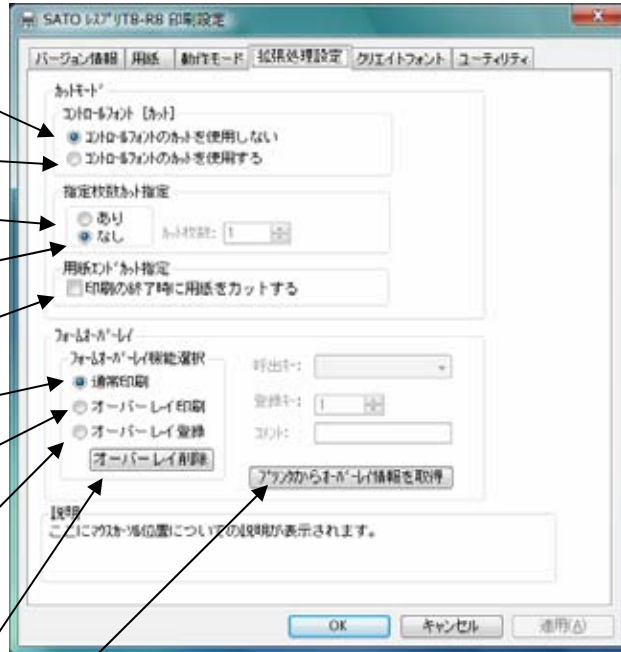 SATO ﾚｽﾌﾟﾘT8-R8 印刷設定
バージョン情報 用紙 動作モード 拡張処理設定 クリエイトフォント ユーティリティ
ｶｯﾄﾓｰﾄﾞ
ｺﾝﾄﾛｰﾙﾌｫﾝﾄ [ｶｯﾄ]
ｺﾝﾄﾛｰﾙﾌｫﾝﾄのｶｯﾄを使用しない
ｺﾝﾄﾛｰﾙﾌｫﾝﾄのｶｯﾄを使用する
指定枚数ｶｯﾄ指定
あり
なし
ｶｯﾄ枚数: 1
用紙ｴﾝﾄﾞｶｯﾄ指定
印刷の終了時に用紙をカットする
ﾌｫｰﾑｵｰﾊﾞｰﾚｲ
ﾌｫｰﾑｵｰﾊﾞｰﾚｲ機能選択
通常印刷
オーバーレイ印刷
オーバーレイ登録
オーバーレイ削除
呼出ｷｰ:
登録ｷｰ: 1
ｺﾒﾝﾄ:
ﾌﾟﾘﾝﾀからｵｰﾊﾞｰﾚｲ情報を取得
説明
ここにﾏｳｽｶｰｿﾙ位置についての説明が表示されます。
OK キャンセル 適用(A)